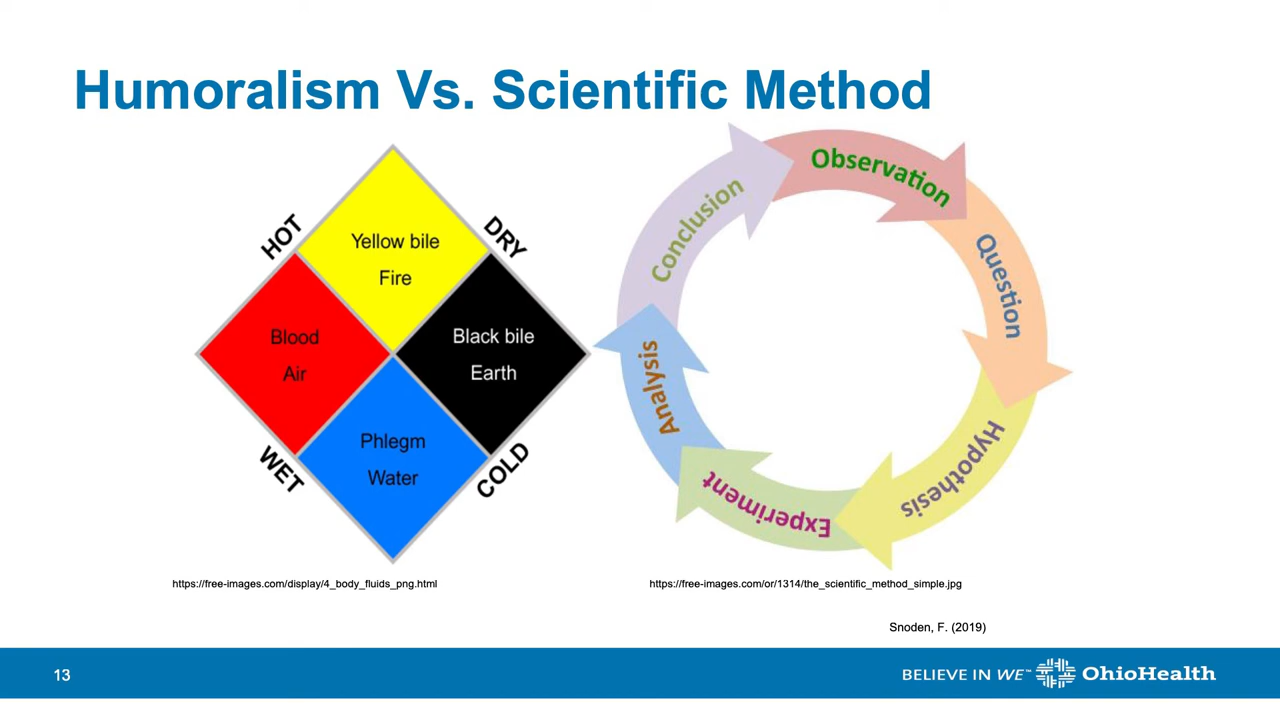 Humoralism Vs. Scientific Method
HOT
DRY
Yellow bile
Fire
Blood
Air
Black bile
Earth
Phlegm
Water
WET
COLD
https://free-images.com/display/4_body_fluids_png.html
Observation
Question
Hypothesis
Experiment
Analysis
Conclusion
https://free-images.com/or/1314/the_scientific_method_simple.jpg
Snoden, F. (2019)
13
BELIEVE IN WE™ OhioHealth